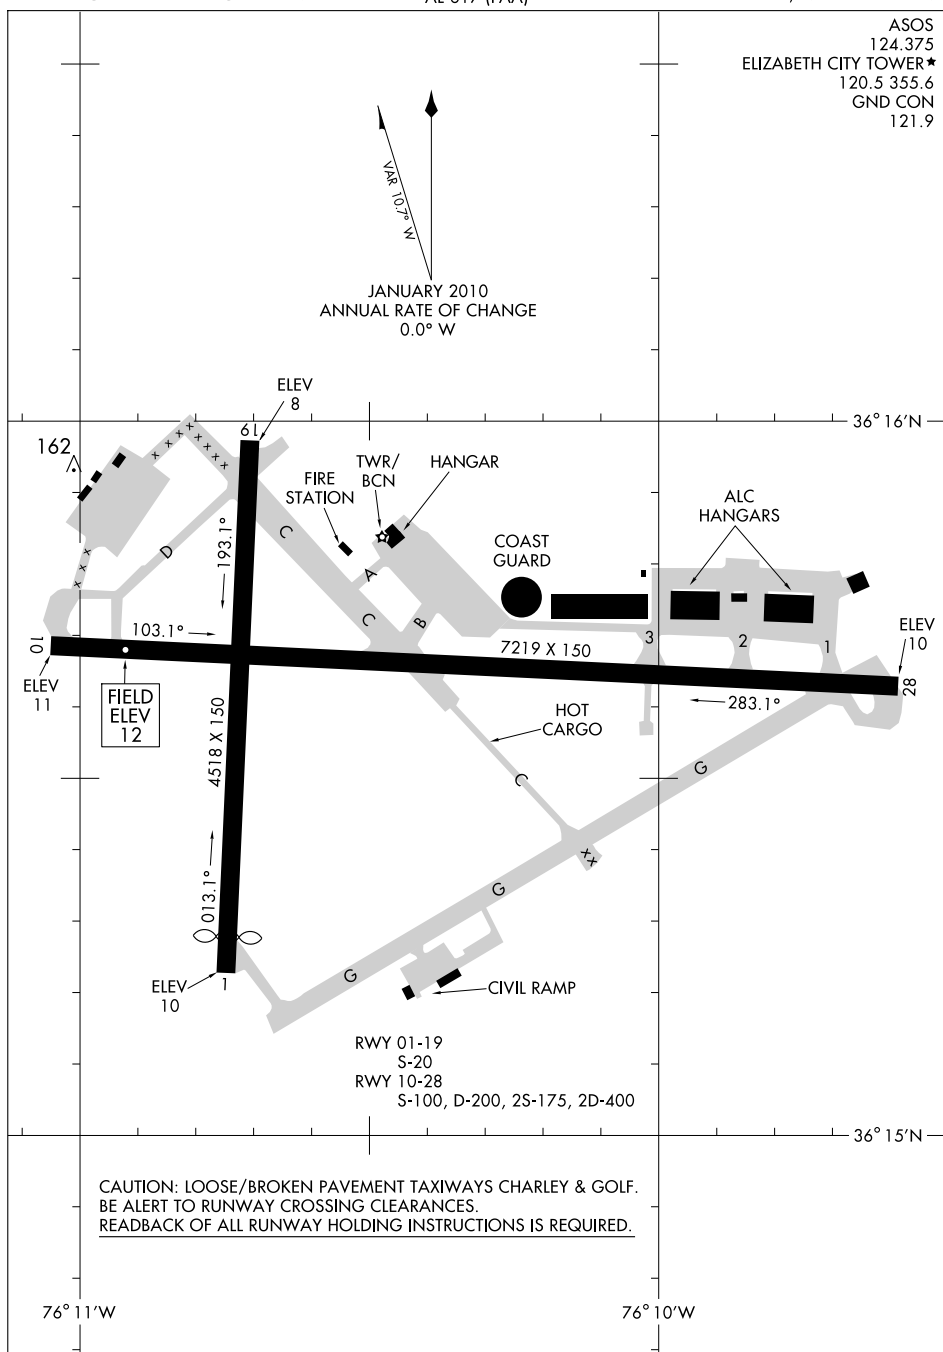 ASOS
124.375
ELIZABETH CITY TOWER★
120.5 355.6
GND CON
121.9
VAR 10.7° W
JANUARY 2010
ANNUAL RATE OF CHANGE
0.0° W
ELEV
8
19
36° 16'N
162
FIRE
STATION
TWR/
BCN
HANGAR
ALC
HANGARS
COAST
GUARD
D
C
A
C
B
193.1°
103.1°
10
ELEV
11
FIELD
ELEV
12
7219 X 150
3
2
1
ELEV
10
28
283.1°
HOT
CARGO
4518 X 150
C
G
G
G
013.1°
ELEV
10
1
CIVIL RAMP
RWY 01-19
S-20
RWY 10-28
S-100, D-200, 2S-175, 2D-400
36° 15'N
CAUTION: LOOSE/BROKEN PAVEMENT TAXIWAYS CHARLEY & GOLF.
BE ALERT TO RUNWAY CROSSING CLEARANCES.
READBACK OF ALL RUNWAY HOLDING INSTRUCTIONS IS REQUIRED.
76° 11'W
76° 10'W